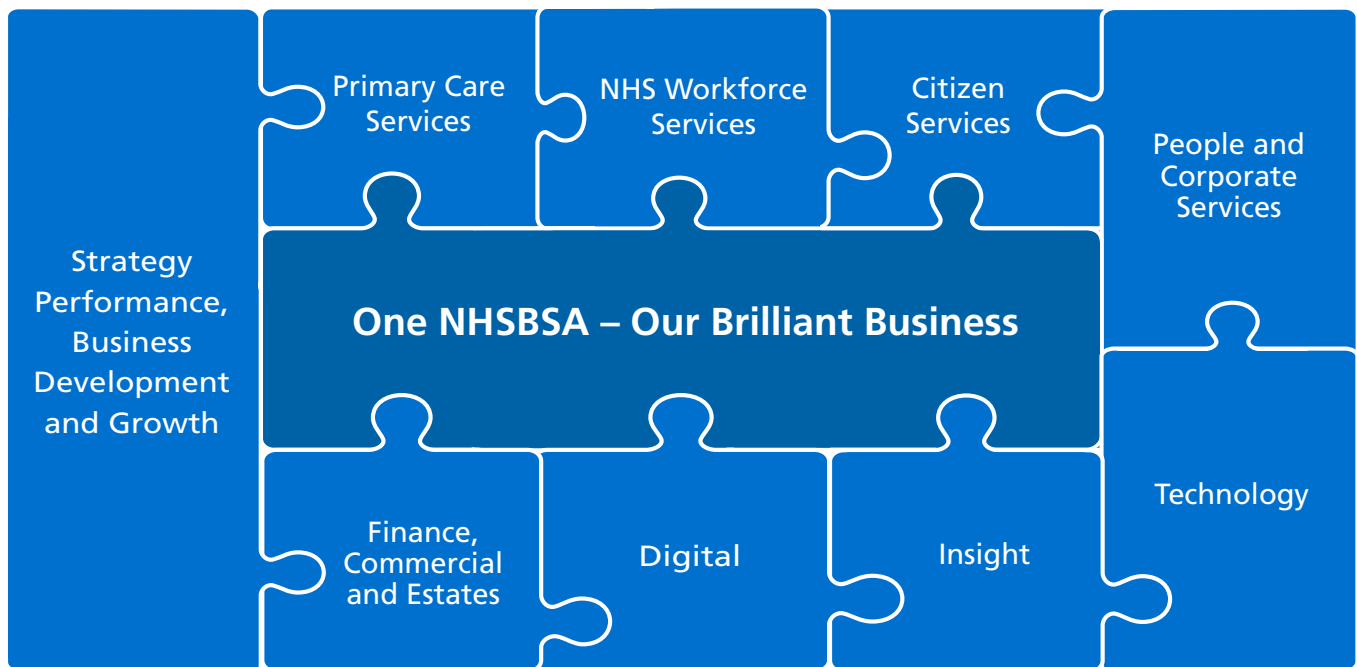 Primary Care
Services
NHS Workforce
Services
Citizen
Services
People and
Corporate
Services
Strategy
Performance,
Business
Development
and Growth
One NHSBSA – Our Brilliant Business
Finance,
Commercial
and Estates
Digital
Insight
Technology